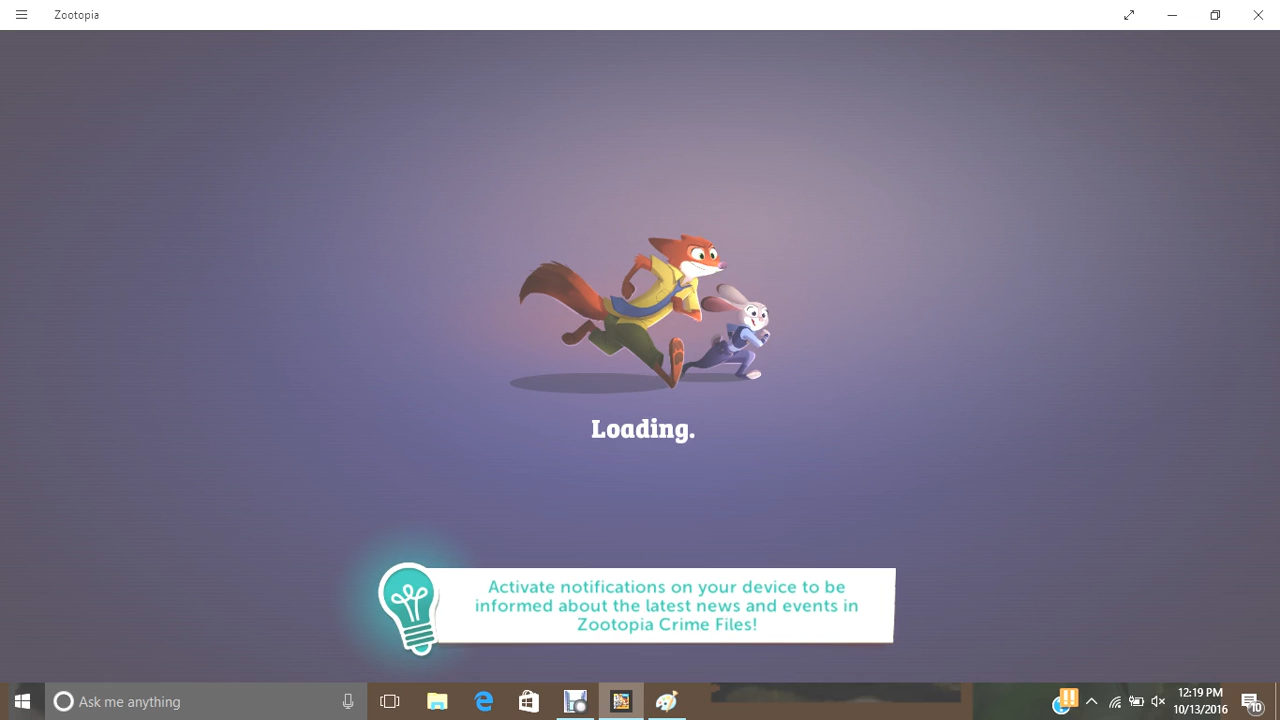 Zootopia
Loading.
Activate notifications on your device to be
informed about the latest news and events in
Zootopia Crime Files!
Ask me anything
12:19 PM
10/13/2016
10